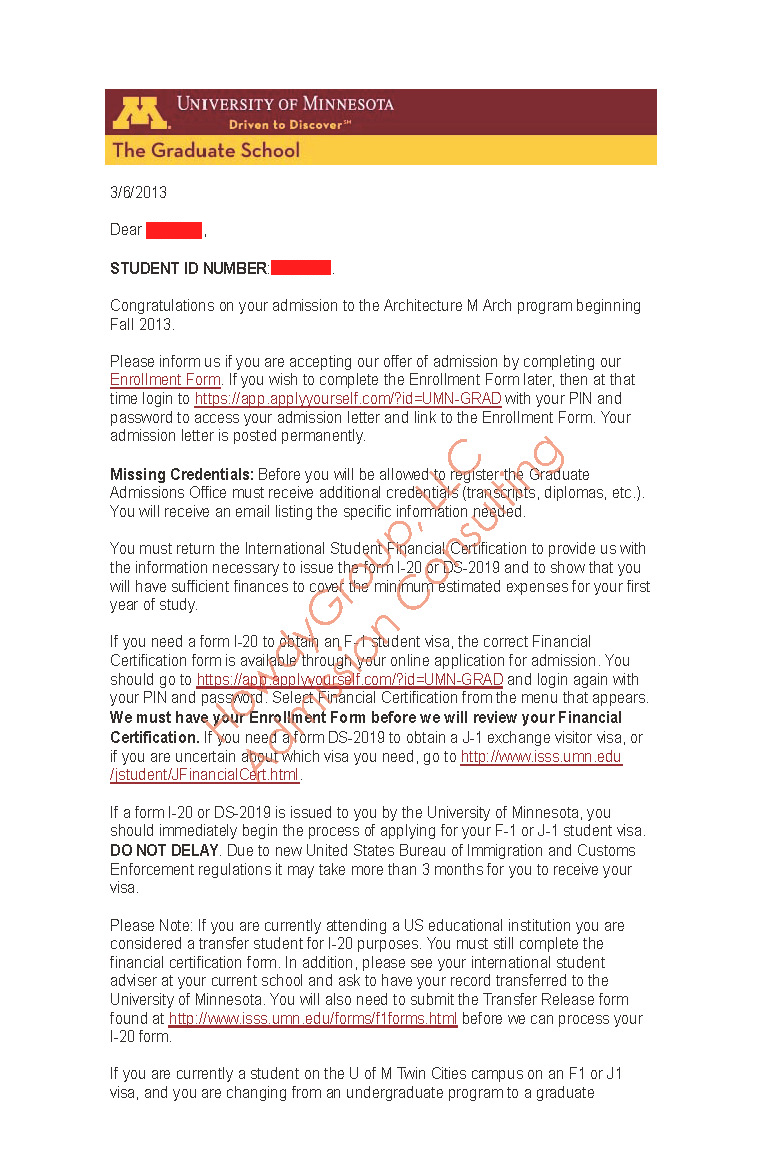 UNIVERSITY OF MINNESOTA
Driven to Discover℠
The Graduate School
3/6/2013
Dear ,
STUDENT ID NUMBER: .
Congratulations on your admission to the Architecture M Arch program beginning
Fall 2013.
Please inform us if you are accepting our offer of admission by completing our
Enrollment Form. If you wish to complete the Enrollment Form later, then at that
time login to https://app.applyyourself.com/?id=UMN-GRAD with your PIN and
password to access your admission letter and link to the Enrollment Form. Your
admission letter is posted permanently.
Missing Credentials: Before you will be allowed to register the Graduate
Admissions Office must receive additional credentials (transcripts, diplomas, etc.).
You will receive an email listing the specific information needed.
You must return the International Student Financial Certification to provide us with
the information necessary to issue the form I-20 or DS-2019 and to show that you
will have sufficient finances to cover the minimum estimated expenses for your first
year of study.
If you need a form I-20 to obtain an F-1 student visa, the correct Financial
Certification form is available through your online application for admission. You
should go to https://app.applyyourself.com/?id=UMN-GRAD and login again with
your PIN and password. Select Financial Certification from the menu that appears.
We must have your Enrollment Form before we will review your Financial
Certification. If you need a form DS-2019 to obtain a J-1 exchange visitor visa, or
if you are uncertain about which visa you need, go to http://www.isss.umn.edu
/jstudent/JFinancialCert.html.
If a form I-20 or DS-2019 is issued to you by the University of Minnesota, you
should immediately begin the process of applying for your F-1 or J-1 student visa.
DO NOT DELAY. Due to new United States Bureau of Immigration and Customs
Enforcement regulations it may take more than 3 months for you to receive your
visa.
Please Note: If you are currently attending a US educational institution you are
considered a transfer student for I-20 purposes. You must still complete the
financial certification form. In addition, please see your international student
adviser at your current school and ask to have your record transferred to the
University of Minnesota. You will also need to submit the Transfer Release form
found at http://www.isss.umn.edu/forms/f1forms.html before we can process your
I-20 form.
If you are currently a student on the U of M Twin Cities campus on an F1 or J1
visa, and you are changing from an undergraduate program to a graduate
HowdyGroup, LLC
Admission Consulting